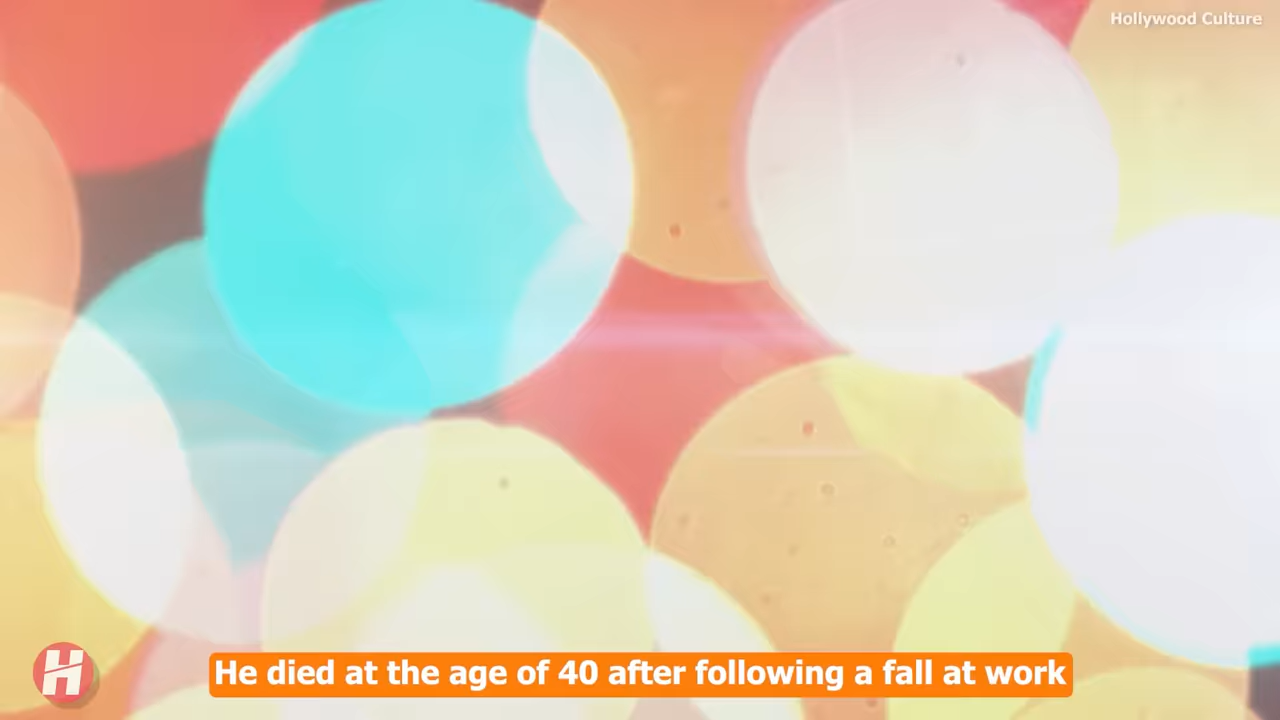 Hollywood Culture
H
He died at the age of 40 after following a fall at work